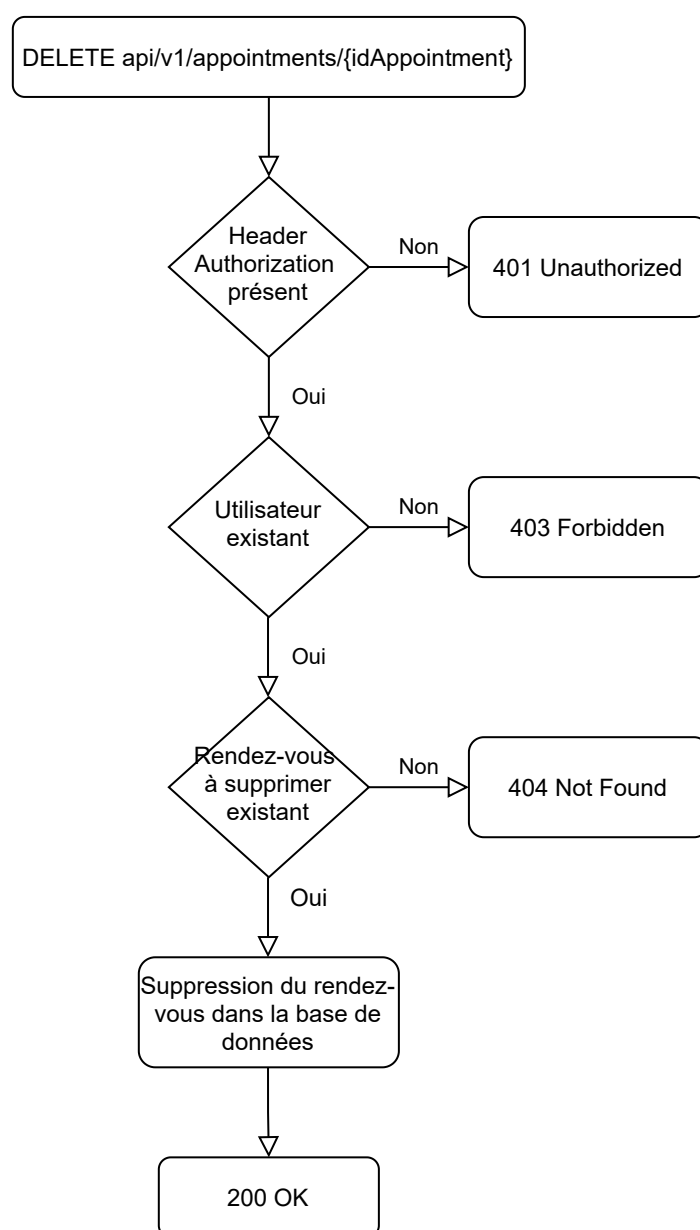 DELETE api/v1/appointments/{idAppointment}
Header
Authorization
présent
Non
401 Unauthorized
Oui
Utilisateur
existant
Non
403 Forbidden
Oui
Rendez-vous
à supprimer
existant
Non
404 Not Found
Oui
Suppression du rendez-
vous dans la base de
données
200 OK